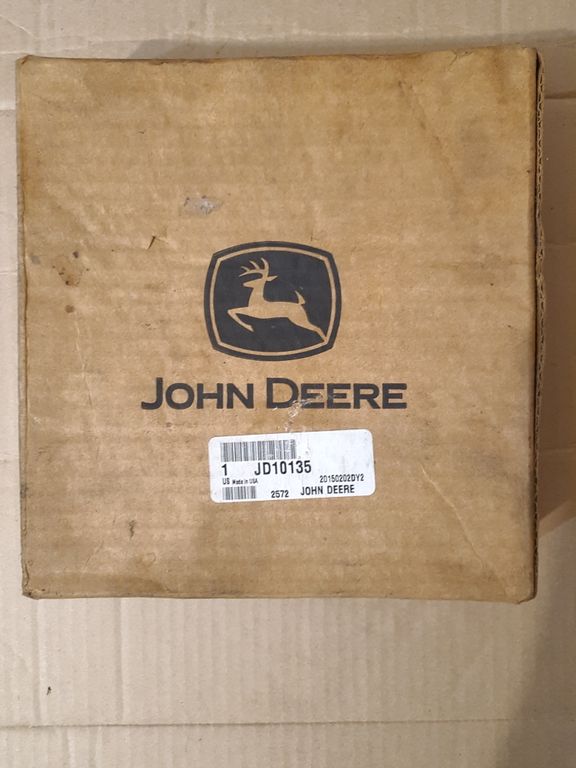 JOHN DEERE
1 JD10135
US Made in USA 20150202DY2
2572 JOHN DEERE